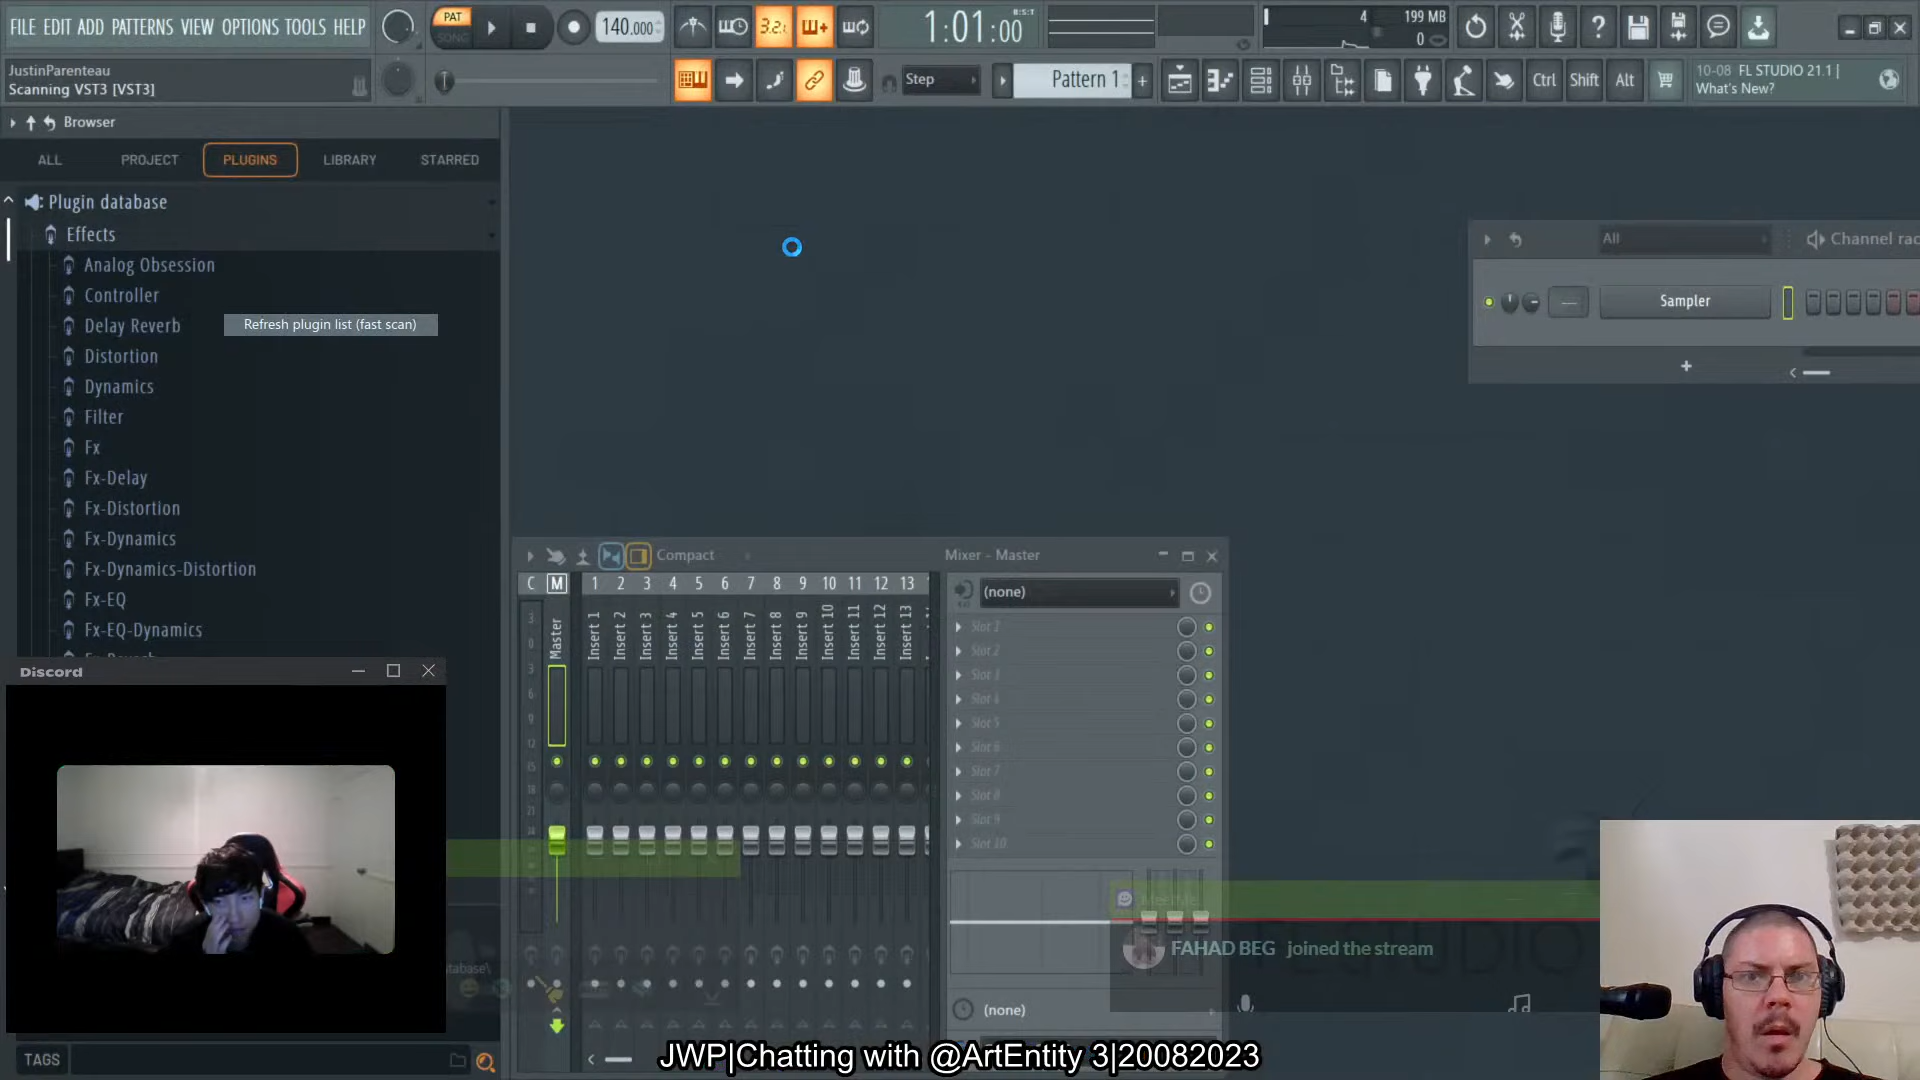 FILE EDIT ADD PATTERNS VIEW OPTIONS TOOLS HELP
PAT
SONG
140.000
3.2.
1:01:00
B:S:T
4
199 MB
0
JustinParenteau
Scanning VST3 [VST3]
Step
Pattern 1
Ctrl
Shift
Alt
10-08 FL STUDIO 21.1 |
What's New?
Browser
ALL
PROJECT
PLUGINS
LIBRARY
STARRED
Plugin database
Effects
Analog Obsession
Controller
Delay Reverb
Refresh plugin list (fast scan)
Distortion
Dynamics
Filter
Fx
Fx-Delay
Fx-Distortion
Fx-Dynamics
Fx-Dynamics-Distortion
Fx-EQ
Fx-EQ-Dynamics
All
Channel rac
Sampler
Compact
Mixer - Master
C M 1 2 3 4 5 6 7 8 9 10 11 12 13
Master
Insert 1
Insert 2
Insert 3
Insert 4
Insert 5
Insert 6
Insert 7
Insert 8
Insert 9
Insert 10
Insert 11
Insert 12
Insert 13
(none)
Slot 1
Slot 2
Slot 3
Slot 4
Slot 5
Slot 6
Slot 7
Slot 8
Slot 9
Slot 10
(none)
Discord
MeetMe
FAHAD BEG joined the stream
TAGS
JWP|Chatting with @ArtEntity 3|20082023